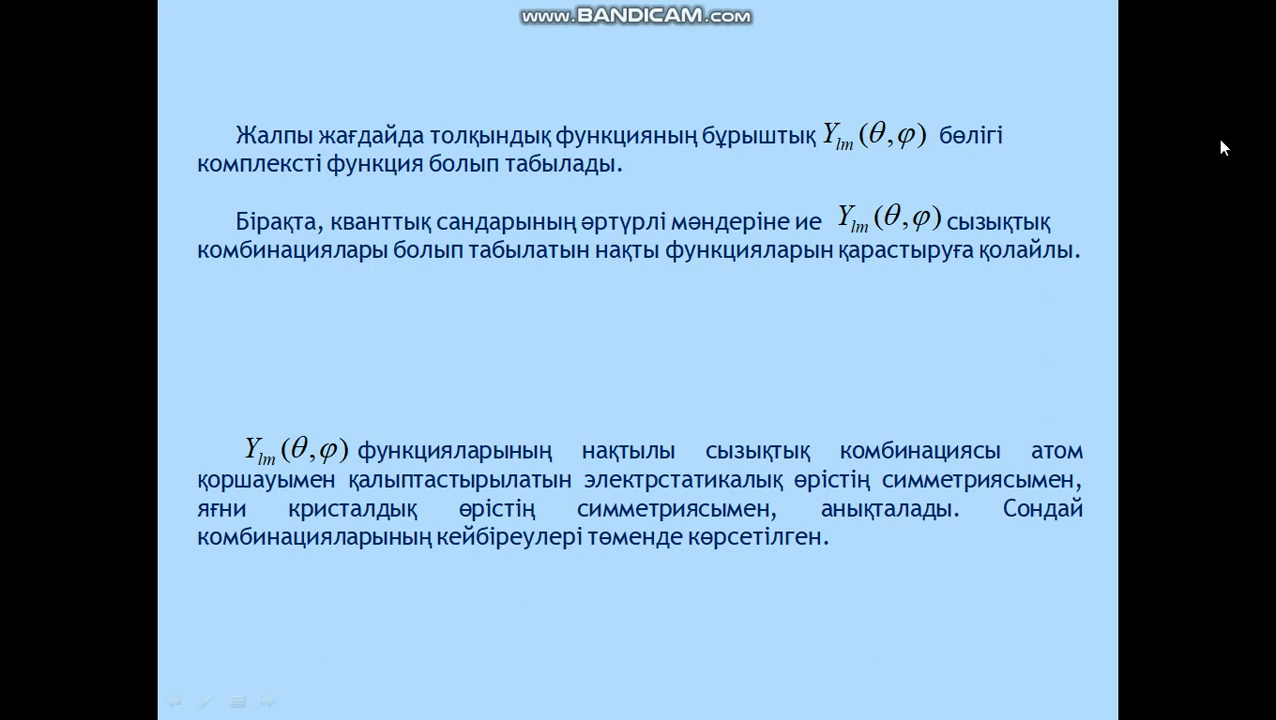 www.BANDICAM.com
Жалпы жағдайда толқындық функцияның бұрыштық Y_lm (θ,φ) бөлігі
комплексті функция болып табылады.
Бірақта, кванттық сандарының әртүрлі мәндеріне ие Y_lm (θ,φ) сызықтық
комбинациялары болып табылатын нақты функцияларын қарастыруға қолайлы.
Y_lm (θ,φ) функцияларының нақтылы сызықтық комбинациясы атом
қоршауымен қалыптастырылатын электрстатикалық өрістің симметриясымен,
яғни кристалдық өрістің симметриясымен, анықталады. Сондай
комбинацияларының кейбіреулері төменде көрсетілген.